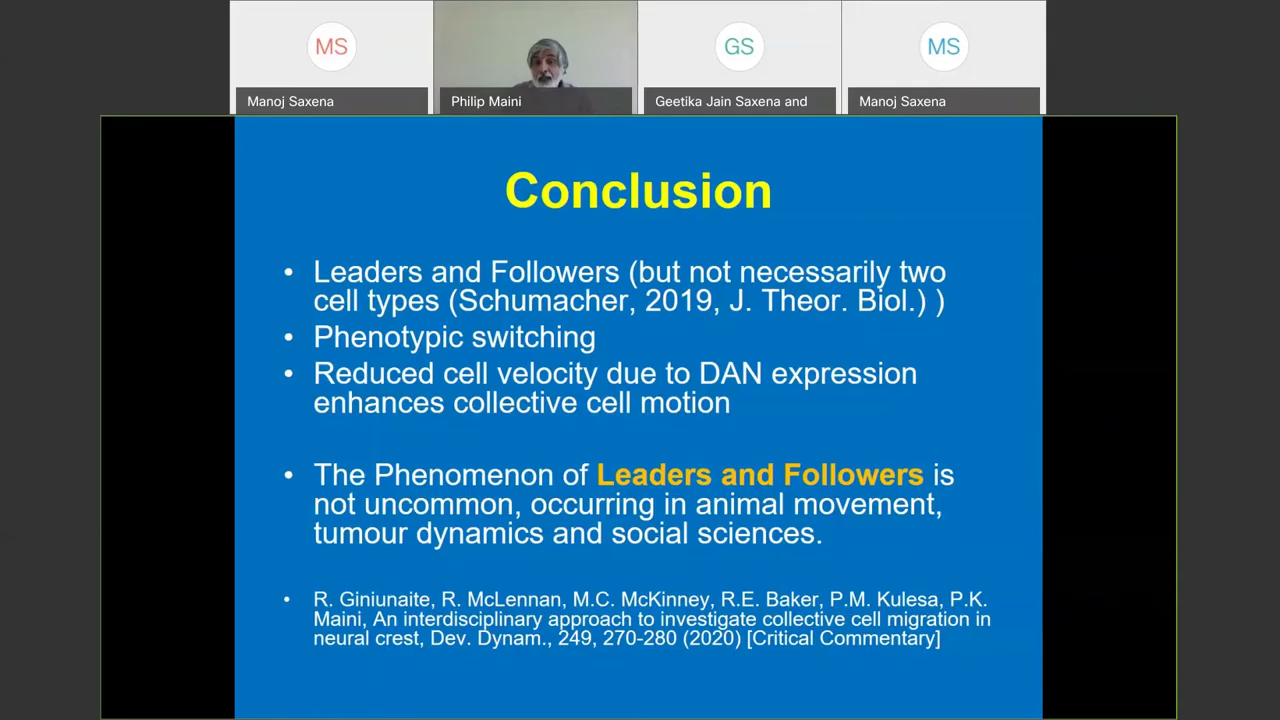 MS
GS
MS
Manoj Saxena
Philip Maini
Geetika Jain Saxena and
Manoj Saxena
Conclusion
• Leaders and Followers (but not necessarily two
cell types (Schumacher, 2019, J. Theor. Biol.) )
• Phenotypic switching
• Reduced cell velocity due to DAN expression
enhances collective cell motion
• The Phenomenon of Leaders and Followers is
not uncommon, occurring in animal movement,
tumour dynamics and social sciences.
• R. Giniunaite, R. McLennan, M.C. McKinney, R.E. Baker, P.M. Kulesa, P.K.
Maini, An interdisciplinary approach to investigate collective cell migration in
neural crest, Dev. Dynam., 249, 270-280 (2020) [Critical Commentary]